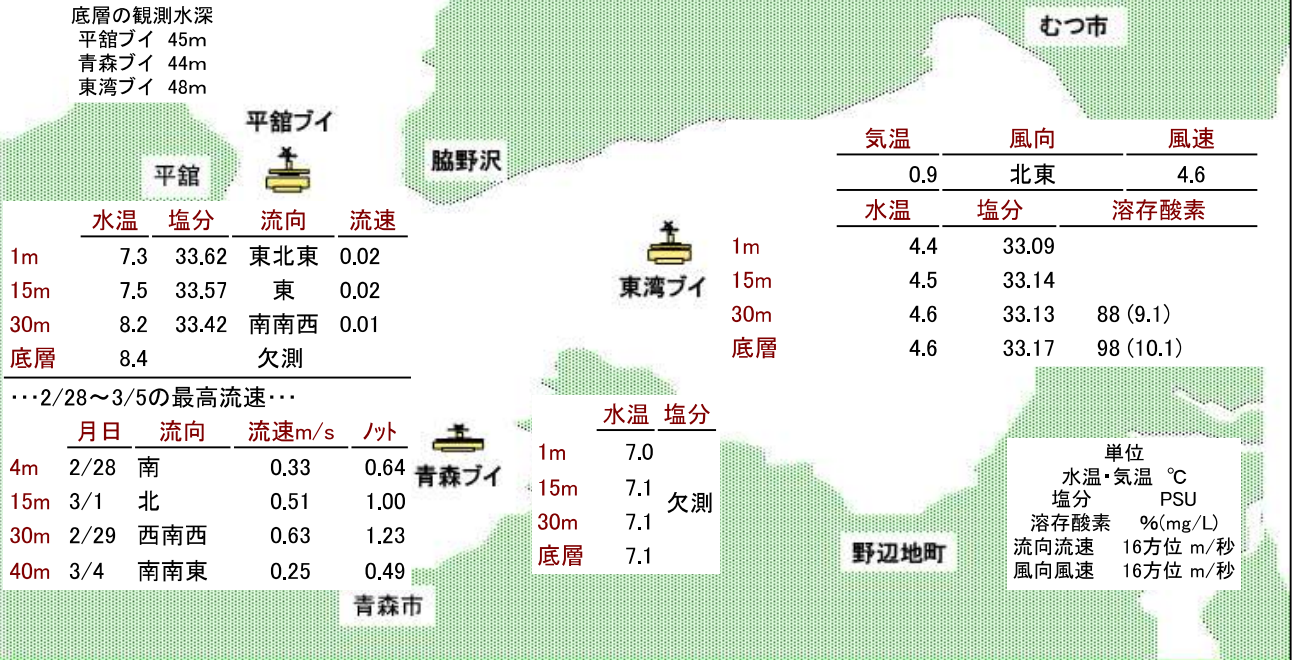 底層の観測水深
平舘ブイ 45m
青森ブイ 44m
東湾ブイ 48m
むつ市
平舘ブイ
脇野沢
平舘
水温 塩分 流向 流速
1m 7.3 33.62 東北東 0.02
15m 7.5 33.57 東 0.02
30m 8.2 33.42 南南西 0.01
底層 8.4 欠測
…2/28～3/5の最高流速…
月日 流向 流速m/s ノット
4m 2/28 南 0.33 0.64
15m 3/1 北 0.51 1.00
30m 2/29 西南西 0.63 1.23
40m 3/4 南南東 0.25 0.49
気温 風向 風速
0.9 北東 4.6
水温 塩分 溶存酸素
1m 4.4 33.09
15m 4.5 33.14
30m 4.6 33.13 88 (9.1)
底層 4.6 33.17 98 (10.1)
東湾ブイ
青森ブイ
水温 塩分
1m 7.0
15m 7.1
欠測
30m 7.1
底層 7.1
単位
水温・気温 ℃
塩分 PSU
溶存酸素 %(mg/L)
流向流速 16方位 m/秒
風向風速 16方位 m/秒
野辺地町
青森市